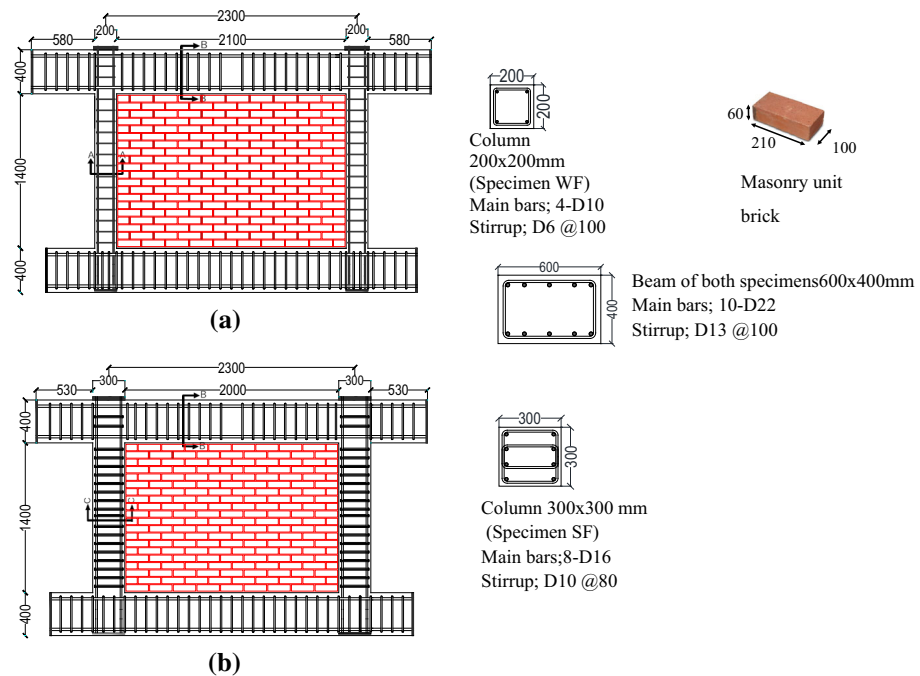 2300
200
2100
200
580
580
B
B
400
1400
400
A
A
(a)
2300
300
2000
300
530
530
B
B
400
1400
400
C
C
(b)
200
200
Column
200x200mm
(Specimen WF)
Main bars; 4-D10
Stirrup; D6 @100
60
210
100
Masonry unit
brick
600
400
Beam of both specimens600x400mm
Main bars; 10-D22
Stirrup; D13 @100
300
300
Column 300x300 mm
(Specimen SF)
Main bars;8-D16
Stirrup; D10 @80